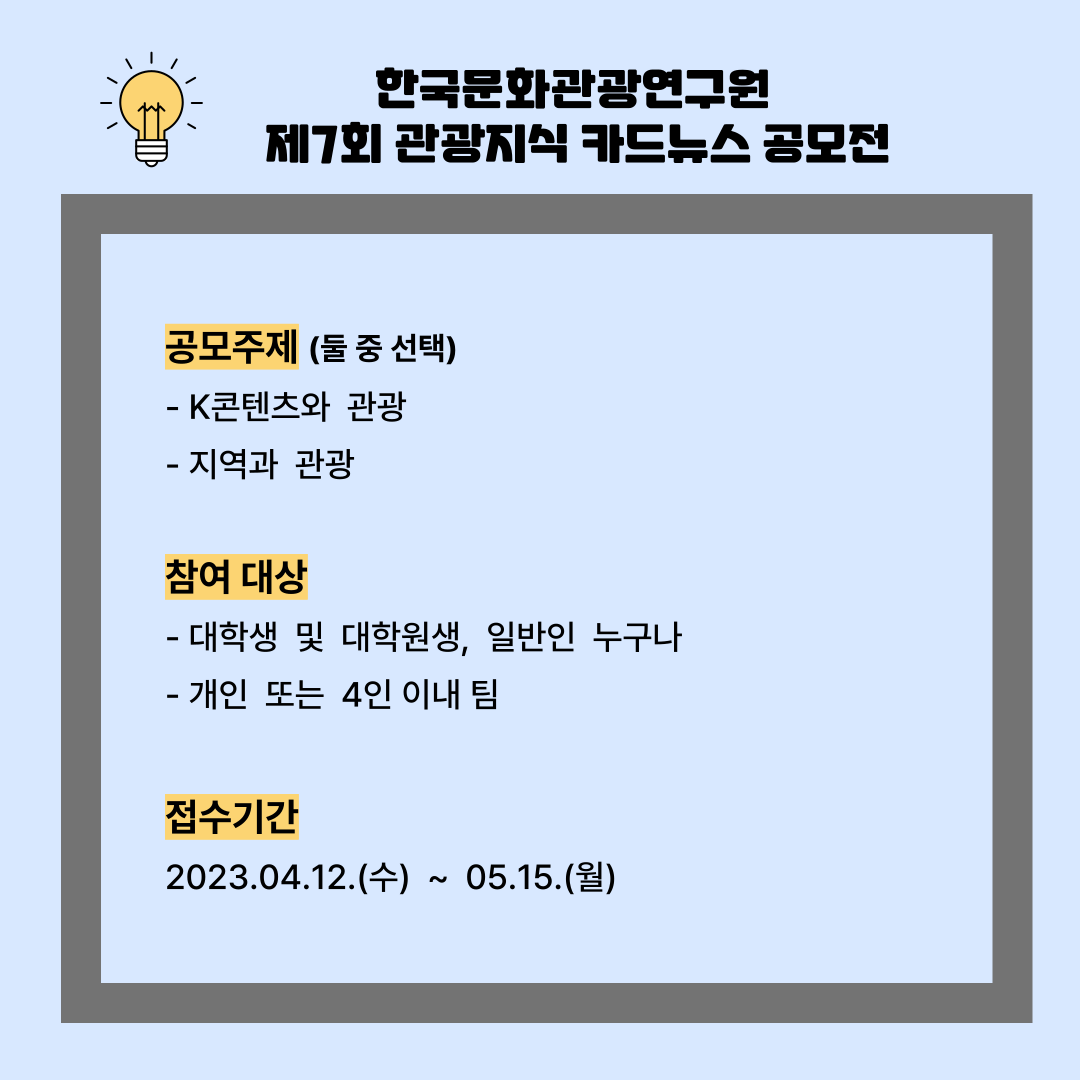 한국문화관광연구원
제7회 관광지식 카드뉴스 공모전
공모주제 (둘 중 선택)
- K콘텐츠와 관광
- 지역과 관광
참여 대상
- 대학생 및 대학원생, 일반인 누구나
- 개인 또는 4인 이내 팀
접수기간
2023.04.12.(수) ~ 05.15.(월)